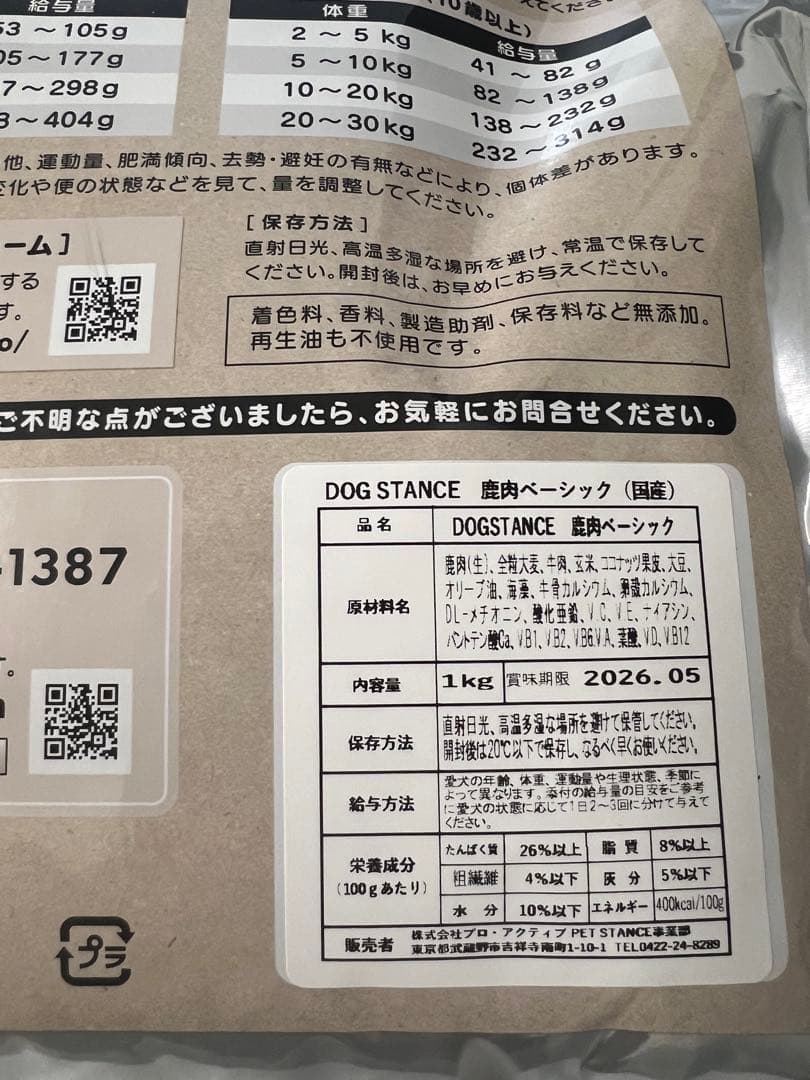 えてください
(10歳以上)
給与量
体重
給与量
53 ～105g
05～177g
7～298g
3～404g
2 ～ 5 kg
41 ～ 82 g
5 ～10kg
82 ～138g
10～20kg
138～232g
20～30kg
232～314g
他、運動量、肥満傾向、去勢・避妊の有無などにより、個体差があります。
変化や便の状態などを見て、量を調整してください。
ーム]
する
す。
o/
[保存方法]
直射日光、高温多湿な場所を避け、常温で保存して
ください。開封後は、お早めにお与えください。
着色料、香料、製造助剤、保存料など無添加。
再生油も不使用です。
ご不明な点がございましたら、お気軽にお問合せください。
-1387
す。
DOG STANCE 鹿肉ベーシック (国産)
品名
DOGSTANCE 鹿肉ベーシック
原材料名
鹿肉(生)、全粒大麦、牛肉、玄米、ココナッツ果皮、大豆、
オリーブ油、海藻、牛骨カルシウム、卵殻カルシウム、
DL-メチオニン、酸化亜鉛、V.C、V.E、ナイアシン、
パントテン酸Ca、V.B1、V.B2、V.B6、V.A、葉酸、V.D、V.B12
内容量
1kg
賞味期限 2026.05
保存方法
直射日光、高温多湿な場所を避けて保管してください。
開封後は20℃以下で保存し、なるべく早くお使いください。
給与方法
愛犬の年齢、体重、運動量や生理状態、季節に
よって異なります。添付の給与量の目安をご参考
に愛犬の状態に応じて1日2～3回に分けて与えて
ください。
栄養成分
(100gあたり)
たんぱく質 26%以上 脂質 8%以上
粗繊維 4%以下 灰分 5%以下
水分 10%以下 エネルギー 400kcal/100g
販売者
株式会社プロ・アクティブ PET STANCE事業部
東京都武蔵野市吉祥寺南町1-10-1 TEL0422-24-8289
プラ